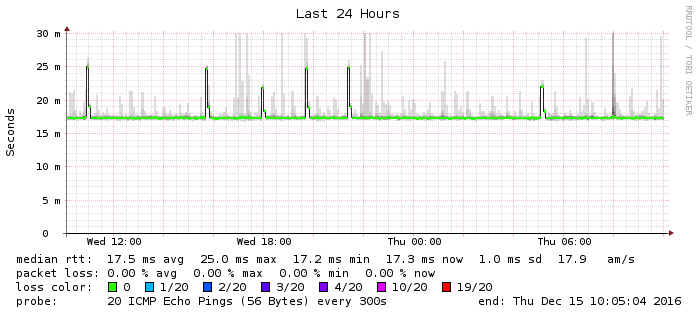 Last 24 Hours
RRDTOOL / TOBI OETIKER
Seconds
30 m
25 m
20 m
15 m
10 m
5 m
0
Wed 12:00 Wed 18:00 Thu 00:00 Thu 06:00
median rtt: 17.5 ms avg 25.0 ms max 17.2 ms min 17.3 ms now 1.0 ms sd 17.9 am/s
packet loss: 0.00 % avg 0.00 % max 0.00 % min 0.00 % now
loss color: 0 1/20 2/20 3/20 4/20 10/20 19/20
probe: 20 ICMP Echo Pings (56 Bytes) every 300s end: Thu Dec 15 10:05:04 2016